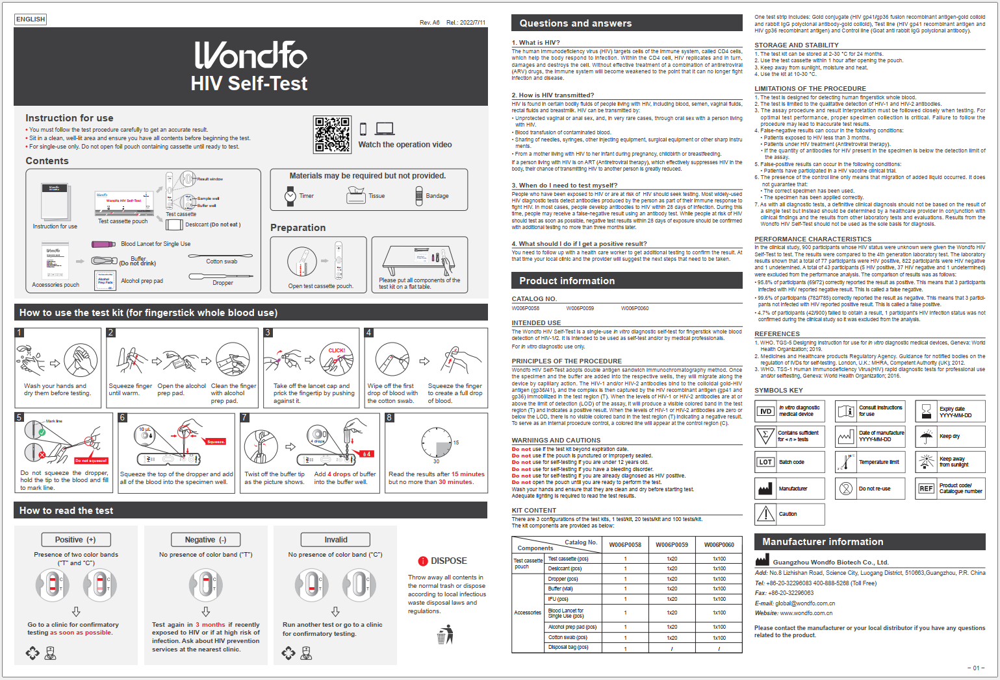 ENGLISH
Rev. A6 Rel.: 2022/7/11
Wondfo
HIV Self-Test
Instruction for use
• You must follow the test procedure carefully to get an accurate result.
• Sit in a clean, well-lit area and ensure you have all contents before beginning the test.
• For single-use only. Do not open foil pouch containing cassette until ready to test.
Watch the operation video
Contents
Instruction for use
Wondfo
Wondfo HIV Self-Test
Test cassette pouch
Result window
Sample well
Buffer well
Test cassette
Desiccant (Do not eat )
Wondfo
Accessories pouch
Blood Lancet for Single Use
Buffer
(Do not drink)
Alcohol
Prep Pads
Alcohol prep pad
Cotton swab
Dropper
Materials may be required but not provided.
Timer
Tissue
Bandage
Preparation
Open test cassette pouch.
Please put all components of the
test kit on a flat table.
How to use the test kit (for fingerstick whole blood use)
1
Wash your hands and
dry them before testing.
2
Squeeze finger
until warm.
Open the alcohol
prep pad.
Clean the finger
with alcohol
prep pad.
3
CLICK!
Take off the lancet cap and
prick the fingertip by pushing
against it.
4
Wipe off the first
drop of blood with
the cotton swab.
Squeeze the finger
to create a full drop
of blood.
5
Mark line
Do not squeeze!
Do not squeeze the dropper,
hold the tip to the blood and fill
to mark line.
6
10 µL
Squeeze.
Squeeze the top of the dropper and add
all of the blood into the specimen well.
7
4 drops
4
Twist off the buffer tip
as the picture shows.
Add 4 drops of buffer
into the buffer well.
8
15
30
Read the results after 15 minutes
but no more than 30 minutes.
How to read the test
Positive (+)
Presence of two color bands
(“T” and “C”)
C
T
C
T
Go to a clinic for confirmatory
testing as soon as possible.
Negative (-)
No presence of color band (“T”)
C
T
Test again in 3 months if recently
exposed to HIV or if at high risk of
infection. Ask about HIV prevention
services at the nearest clinic.
Invalid
No presence of color band (“C”)
C
T
C
T
Run another test or go to a clinic
for confirmatory testing.
DISPOSE
Throw away all contents in
the normal trash or dispose
according to local infectious
waste disposal laws and
regulations.
Questions and answers
1. What is HIV?
The human immunodeficiency virus (HIV) targets cells of the immune system, called CD4 cells,
which help the body respond to infection. Within the CD4 cell, HIV replicates and in turn,
damages and destroys the cell. Without effective treatment of a combination of antiretroviral
(ARV) drugs, the immune system will become weakened to the point that it can no longer fight
infection and disease.
2. How is HIV transmitted?
HIV is found in certain bodily fluids of people living with HIV, including blood, semen, vaginal fluids,
rectal fluids and breastmilk. HIV can be transmitted by:
• Unprotected vaginal or anal sex, and, in very rare cases, through oral sex with a person living
with HIV.
• Blood transfusion of contaminated blood.
• Sharing of needles, syringes, other injecting equipment, surgical equipment or other sharp instru
ments.
• From a mother living with HIV to her infant during pregnancy, childbirth or breastfeeding.
If a person living with HIV is on ART (Antiretroviral therapy), which effectively suppresses HIV in the
body, their chance of transmitting HIV to another person is greatly reduced.
3. When do I need to test myself?
People who have been exposed to HIV or are at risk of HIV should seek testing. Most widely-used
HIV diagnostic tests detect antibodies produced by the person as part of their immune response to
fight HIV. In most cases, people develop antibodies to HIV within 28 days of infection. During this
time, people may receive a false-negative result using an antibody test. While people at risk of HIV
should test as soon as possible, negative test results within 28 days of exposure should be confirmed
with additional testing no more than three months later.
4. What should I do if I get a positive result?
You need to follow up with a health care worker to get additional testing to confirm the result. At
that time your local clinic and the provider will suggest the next steps that need to be taken.
Product information
CATALOG NO.
W006P0058 W006P0059 W006P0060
INTENDED USE
The Wondfo HIV Self-Test is a single-use in vitro diagnostic self-test for fingerstick whole blood
detection of HIV-1/2. It is intended to be used as self-test and/or by medical professionals.
For in vitro diagnostic use only.
PRINCIPLES OF THE PROCEDURE
Wondfo HIV Self-Test adopts double antigen sandwich immunochromatography method. Once
the specimen and the buffer are added into the respective wells, they will migrate along the
device by capillary action. The HIV-1 and/or HIV-2 antibodies bind to the colloidal gold-HIV
antigen (gp36/41), and the complex is then captured by the HIV recombinant antigen (gp41 and
gp36) immobilized in the test region (T). When the levels of HIV-1 or HIV-2 antibodies are at or
above the limit of detection (LOD) of the assay, it will produce a visible colored band in the test
region (T) and indicates a positive result. When the levels of HIV-1 or HIV-2 antibodies are zero or
below the LOD, there is no visible colored band in the test region (T) indicating a negative result.
To serve as an internal procedure control, a colored line will appear at the control region (C).
WARNINGS AND CAUTIONS
Do not use if the test kit beyond expiration date.
Do not use if the pouch is punctured or improperly sealed.
Do not use for self-testing if you are under 12 years old.
Do not use for self-testing if you have a bleeding disorder.
Do not use for self-testing if you are already diagnosed as HIV positive.
Do not open the pouch until you are ready to perform the test.
Wash your hands and ensure that they are clean and dry before starting test.
Adequate lighting is required to read the test results.
KIT CONTENT
There are 3 configurations of the test kits, 1 test/kit, 20 tests/kit and 100 tests/kit.
The kit components are provided as below:
Catalog No.
Components
W006P0058 W006P0059 W006P0060
Test cassette
pouch
Test cassette (pcs) 1 1x20 1x100
Desiccant (pcs) 1 1x20 1x100
Accessories
Dropper (pcs) 1 1x20 1x100
Buffer (vial) 1 1x20 1x100
IFU (pcs) 1 1x20 1x100
Blood Lancet for
Single Use (pcs) 1 1x20 1x100
Alcohol prep pad (pcs) 1 1x20 1x100
Cotton swab (pcs) 1 1x20 1x100
Disposal bag (pcs) 1 / /
One test strip includes: Gold conjugate (HIV gp41/gp36 fusion recombinant antigen-gold colloid
and rabbit IgG polyclonal antibody-gold colloid), Test line (HIV gp41 recombinant antigen and
HIV gp36 recombinant antigen) and Control line (Goat anti rabbit IgG polyclonal antibody).
STORAGE AND STABILITY
1. The test kit can be stored at 2-30 °C for 24 months.
2. Use the test cassette within 1 hour after opening the pouch.
3. Keep away from sunlight, moisture and heat.
4. Use the kit at 10-30 °C.
LIMITATIONS OF THE PROCEDURE
1. The test is designed for detecting human fingerstick whole blood.
2. The test is limited to the qualitative detection of HIV-1 and HIV-2 antibodies.
3. The assay procedure and result interpretation must be followed closely when testing. For
optimal test performance, proper specimen collection is critical. Failure to follow the
procedure may lead to inaccurate test results.
4. False-negative results can occur in the following conditions:
• Patients exposed to HIV less than 3 months.
• Patients under HIV treatment (Antiretroviral therapy).
• If the quantity of antibodies for HIV present in the specimen is below the detection limit of
the assay.
5. False-positive results can occur in the following conditions:
• Patients have participated in a HIV vaccine clinical trial.
6. The presence of the control line only means that migration of added liquid occurred. It does
not guarantee that:
• The correct specimen has been used.
• The specimen has been applied correctly.
7. As with all diagnostic tests, a definitive clinical diagnosis should not be based on the result of
a single test but instead should be determined by a healthcare provider in conjunction with
clinical findings and the results from other laboratory tests and evaluations. Results from the
Wondfo HIV Self-Test should not be used as the sole basis for diagnosis.
PERFORMANCE CHARACTERISTICS
In the clinical study, 900 participants whose HIV status were unknown were given the Wondfo HIV
Self-Test to test. The results were compared to the 4th generation laboratory test. The laboratory
results shown that a total of 77 participants were HIV positive, 822 participants were HIV negative
and 1 undetemined. A total of 43 participants (5 HIV positive, 37 HIV negative and 1 undetermined)
were excluded from the performance analysis. The comparison of results was as follows:
• 95.8% of participants (69/72) correctly reported the result as positive. This means that 3 participants
infected with HIV reported negative result. This is called a false negative.
• 99.6% of participants (782/785) correctly reported the result as negative. This means that 3 partici-
pants not infected with HIV reported positive result. This is called a false positive.
• 4.7% of participants (42/900) failed to obtain a result, 1 participant's HIV infection status was not
confirmed during the clinical study so it was excluded from the analysis.
REFERENCES
1. WHO. TGS-5 Designing instruction for use for in vitro diagnostic medical devices, Geneva: World
Health Organization; 2019.
2. Medicines and Healthcare products Regulatory Agency. Guidance for notified bodies on the
regulation of IVDs for self-testing. London, U.K.: MHRA, Competent Authority (UK); 2012.
3. WHO. TSS-1 Human Immunodeficiency Virus(HIV) rapid diagnostic tests for professional use
and/or selftesting, Geneva: World Health Organization; 2016.
SYMBOLS KEY
IVD
In vitro diagnostic
medical device
Consult instructions
for use
Expiry date
YYYY-MM-DD
Contains sufficient
for < n > tests
Date of manufacture
YYYY-MM-DD
Keep dry
LOT
Batch code
Temperature limit
Keep away
from sunlight
Manufacturer
2
Do not re-use
REF
Product code/
Catalogue number
Caution
Manufacturer information
Guangzhou Wondfo Biotech Co., Ltd.
Add: No.8 Lizhishan Road, Science City, Luogang District, 510663,Guangzhou, P.R. China
Tel: +86-20-32296083 400-888-5268 (Toll Free)
Fax: +86-20-32296063
E-mail: global@wondfo.com.cn
Website: www.wondfo.com.cn
Please contact the manufacturer or your local distributor if you have any questions
related to the product.
– 01 –